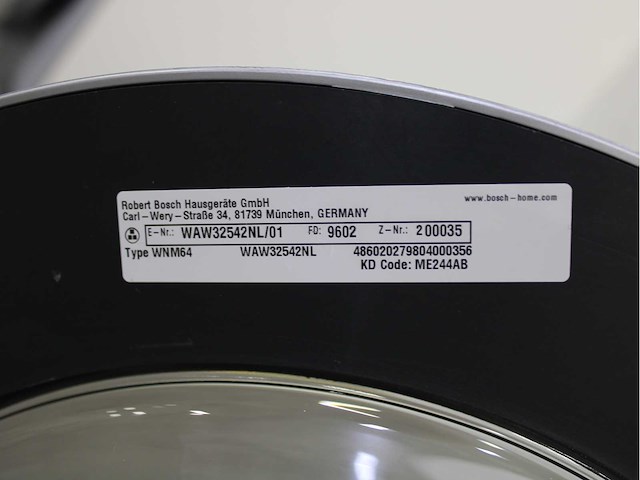 Robert Bosch Hausgeräte GmbH www.bosch-home.com
Carl-Wery-Straße 34, 81739 München, GERMANY
E-Nr.: WAW32542NL/01 FD: 9602 Z-Nr.: 200035
Type WNM64 WAW32542NL 486020279804000356
KD Code: ME244AB